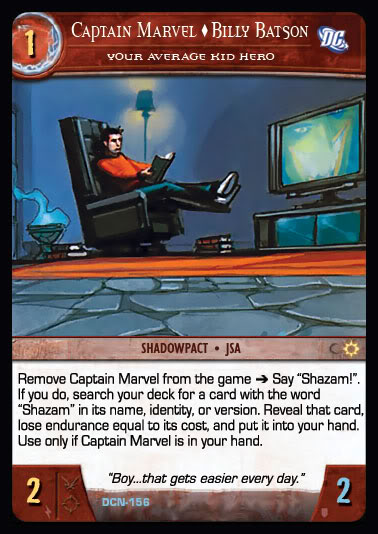 1
CAPTAIN MARVEL ♦ BILLY BATSON
YOUR AVERAGE KID HERO
DC
SHADOWPACT • JSA
C
Remove Captain Marvel from the game ➔ Say “Shazam!”.
If you do, search your deck for a card with the word
“Shazam” in its name, identity, or version. Reveal that card,
lose endurance equal to its cost, and put it into your hand.
Use only if Captain Marvel is in your hand.
“Boy...that gets easier every day.”
2
DCN-156
2